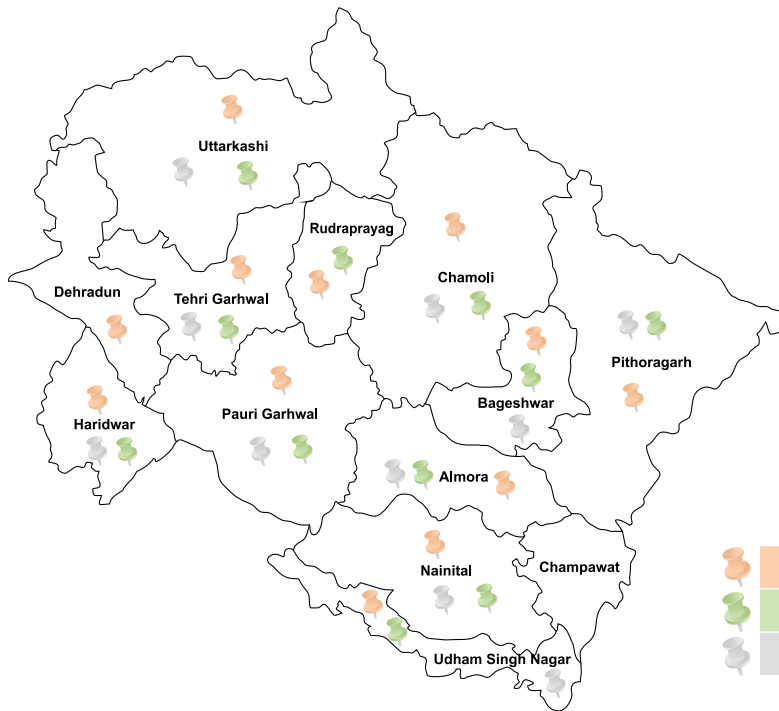 Uttarkashi
Rudraprayag
Chamoli
Dehradun
Tehri Garhwal
Pithoragarh
Bageshwar
Pauri Garhwal
Haridwar
Almora
Champawat
Nainital
Udham Singh Nagar